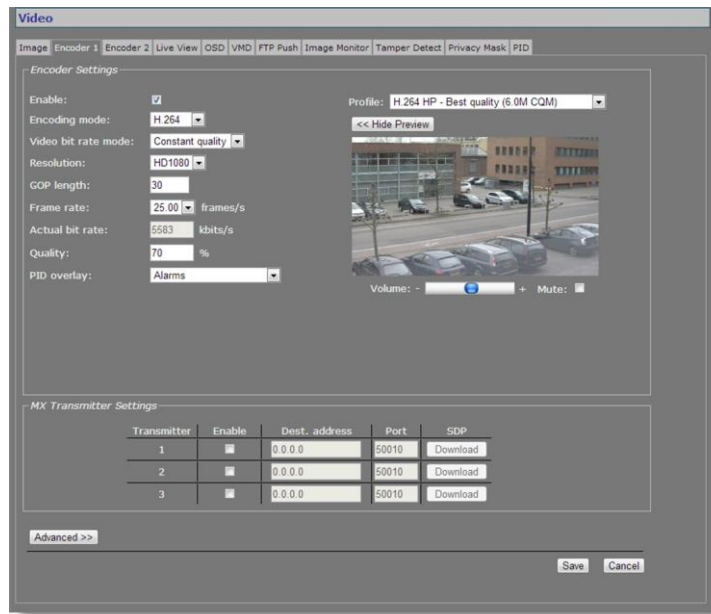 Video
Image Encoder 1 Encoder 2 Live View OSD VMD FTP Push Image Monitor Tamper Detect Privacy Mask PID
Encoder Settings
Enable:
Profile: H.264 HP - Best quality (6.0M CQM)
Encoding mode: H.264
<< Hide Preview
Video bit rate mode: Constant quality
Resolution: HD1080
GOP length: 30
Frame rate: 25.00 frames/s
Actual bit rate: 5583 kbits/s
Quality: 70 %
PID overlay: Alarms
Volume: - + Mute:
MX Transmitter Settings
Transmitter Enable Dest. address Port SDP
1 0.0.0.0 50010 Download
2 0.0.0.0 50010 Download
3 0.0.0.0 50010 Download
Advanced >>
Save Cancel